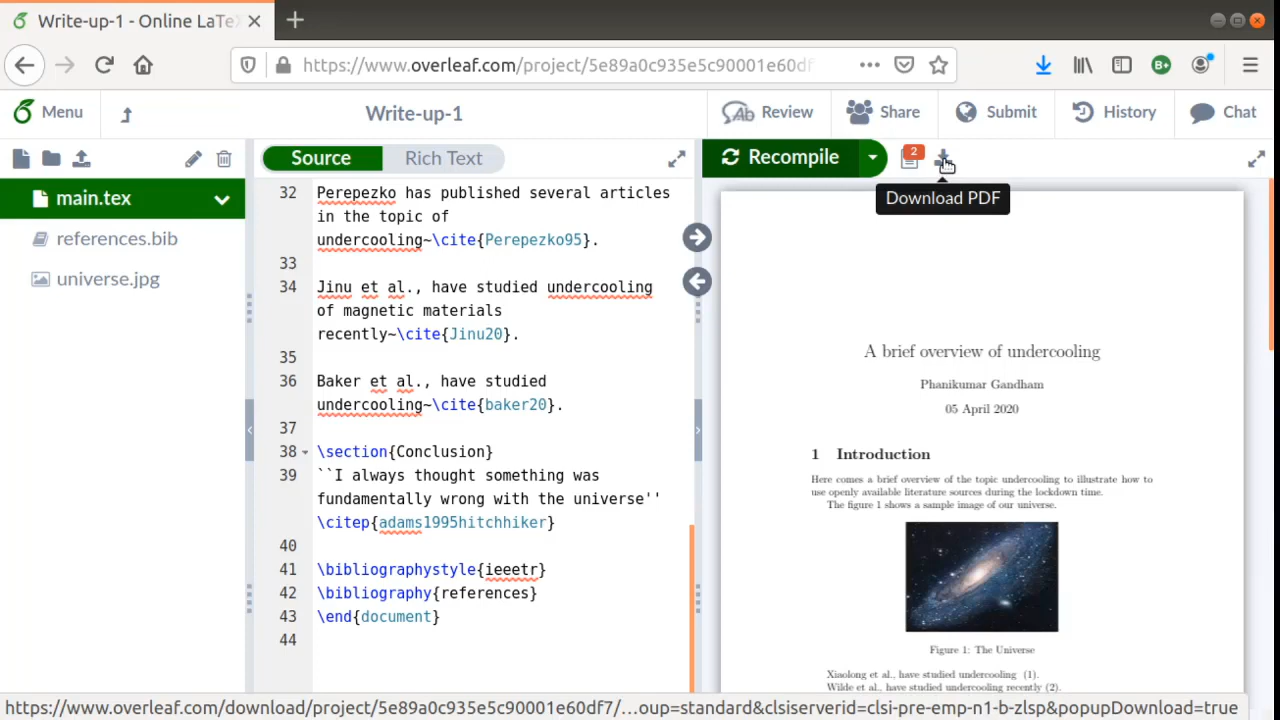 Write-up-1 - Online LaTe
https://www.overleaf.com/project/5e89a0c935e5c90001e60df
B+
Menu
Write-up-1
Review
Share
Submit
History
Chat
Source
Rich Text
Recompile
2
Download PDF
main.tex
references.bib
universe.jpg
32 Perepezko has published several articles
in the topic of
undercooling~\cite{Perepezko95}.
33
34 Jinu et al., have studied undercooling
of magnetic materials
recently~\cite{Jinu20}.
35
36 Baker et al., have studied
undercooling~\cite{baker20}.
37
38 \section{Conclusion}
39 ``I always thought something was
fundamentally wrong with the universe''
\citep{adams1995hitchhiker}
40
41 \bibliographystyle{ieeetr}
42 \bibliography{references}
43 \end{document}
44
A brief overview of undercooling
Phanikumar Gandham
05 April 2020
1 Introduction
Here comes a brief overview of the topic undercooling to illustrate how to
use openly available literature sources during the lockdown time.
The figure 1 shows a sample image of our universe.
Figure 1: The Universe
Xiaolong et al., have studied undercooling (1).
Wilde et al., have studied undercooling recently (2).
https://www.overleaf.com/download/project/5e89a0c935e5c90001e60df7/…oup=standard&clsiserverid=clsi-pre-emp-n1-b-zlsp&popupDownload=true